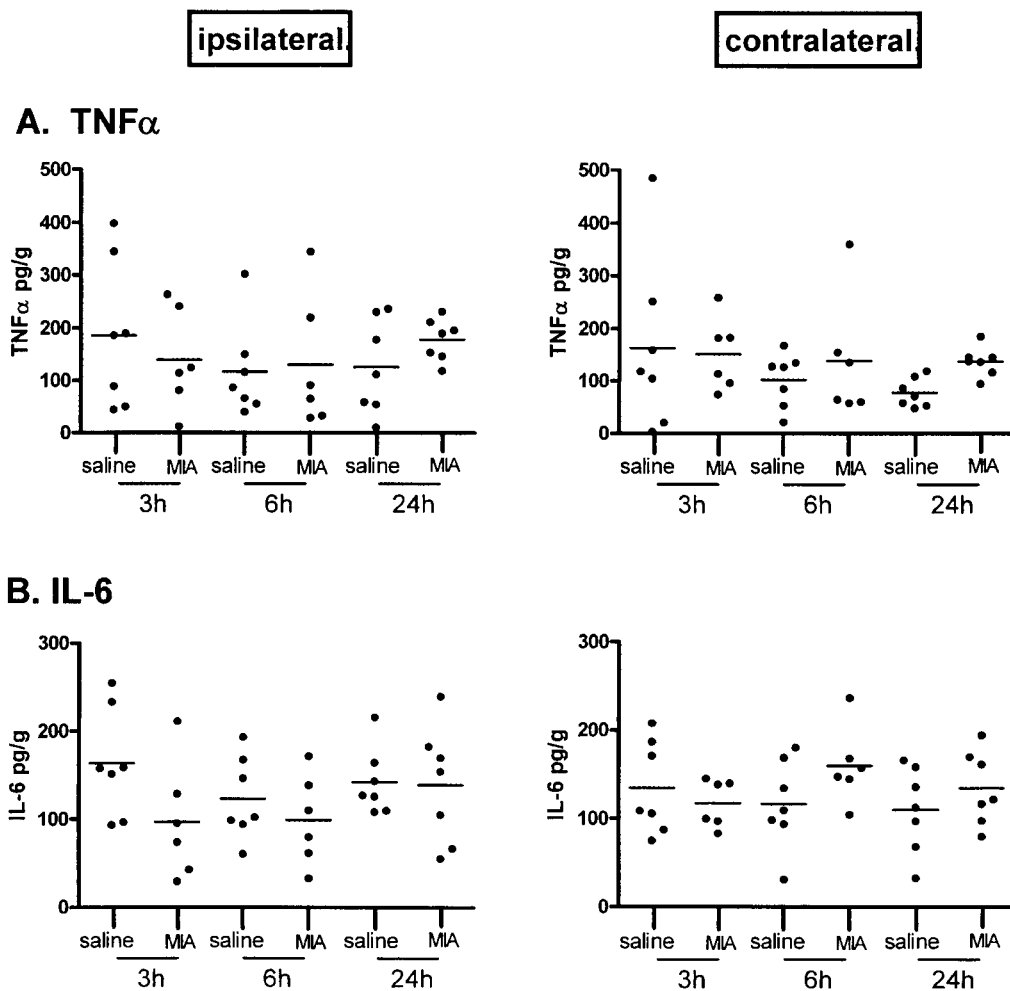 ipsilateral.
contralateral.
A. TNFα
TNFα pg/g
500
400
300
200
100
0
saline MIA saline MIA saline MIA
3h 6h 24h
TNFα pg/g
500
400
300
200
100
0
saline MIA saline MIA saline MIA
3h 6h 24h
B. IL-6
IL-6 pg/g
300
200
100
0
saline MIA saline MIA saline MIA
3h 6h 24h
IL-6 pg/g
300
200
100
0
saline MIA saline MIA saline MIA
3h 6h 24h